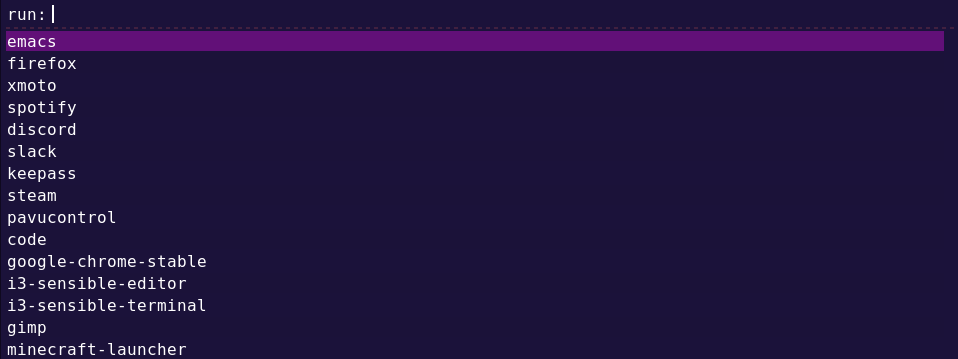 run:
emacs
firefox
xmoto
spotify
discord
slack
keepass
steam
pavucontrol
code
google-chrome-stable
i3-sensible-editor
i3-sensible-terminal
gimp
minecraft-launcher